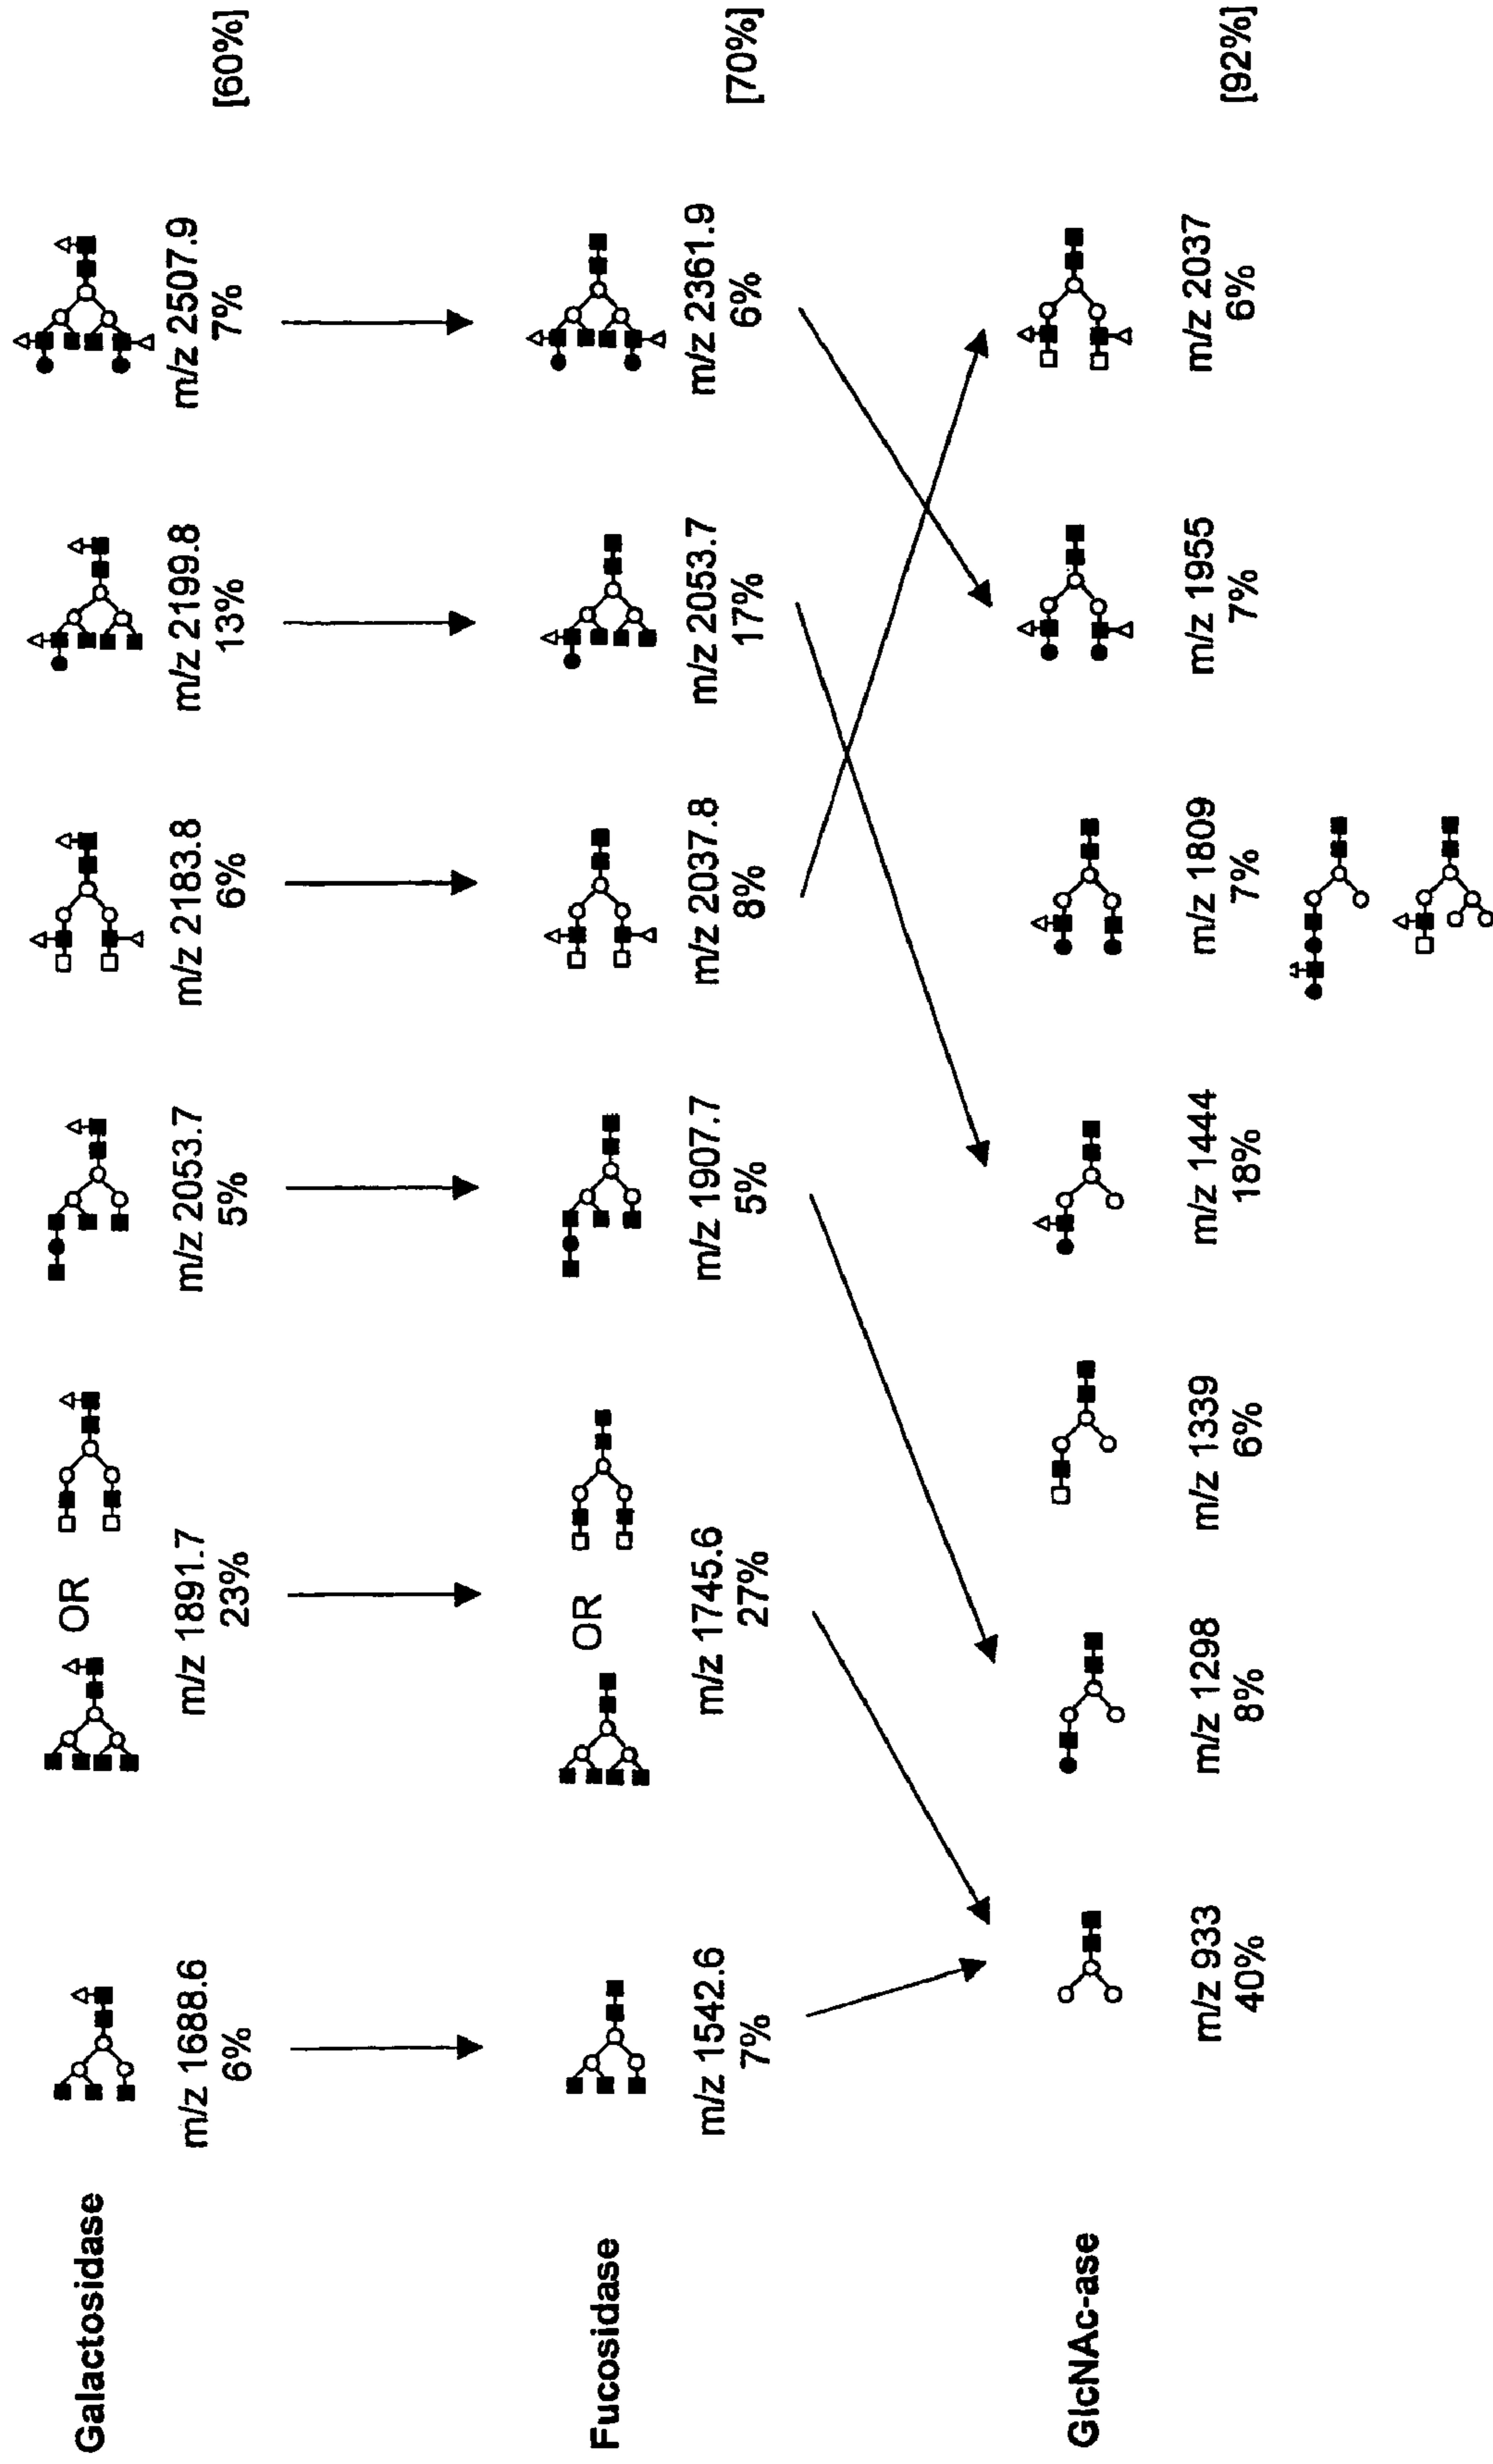 Galactosidase
OR
m/z 1688.6
6%
m/z 1891.7
23%
m/z 2053.7
5%
m/z 2183.8
6%
m/z 2199.8
13%
m/z 2507.9
7%
[60%]
Fucosidase
OR
m/z 1542.6
7%
m/z 1745.6
27%
m/z 1907.7
5%
m/z 2037.8
8%
m/z 2053.7
17%
m/z 2361.9
6%
[70%]
GlcNAc-ase
m/z 933
40%
m/z 1298
8%
m/z 1339
6%
m/z 1444
18%
m/z 1809
7%
m/z 1955
7%
m/z 2037
6%
[92%]